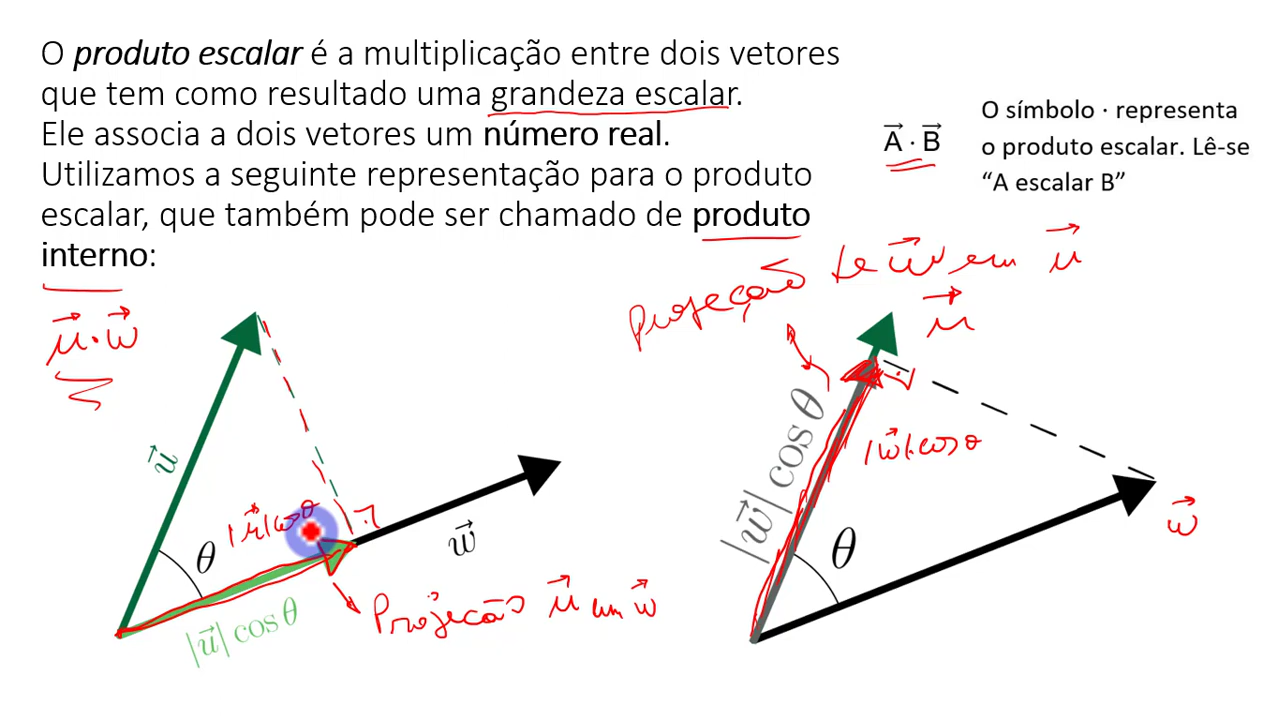 O produto escalar é a multiplicação entre dois vetores
que tem como resultado uma grandeza escalar.
Ele associa a dois vetores um número real.
Utilizamos a seguinte representação para o produto
escalar, que também pode ser chamado de produto
interno:
A⃗ · B⃗
O símbolo · representa
o produto escalar. Lê-se
“A escalar B”
u⃗ · w⃗
Projeção de w⃗ em u⃗
u⃗
u⃗
|u⃗| cos θ
θ
w⃗
|u⃗| cos θ
Projeção u⃗ em w⃗
|w⃗| cos θ
|w⃗|. cos θ
θ
w⃗